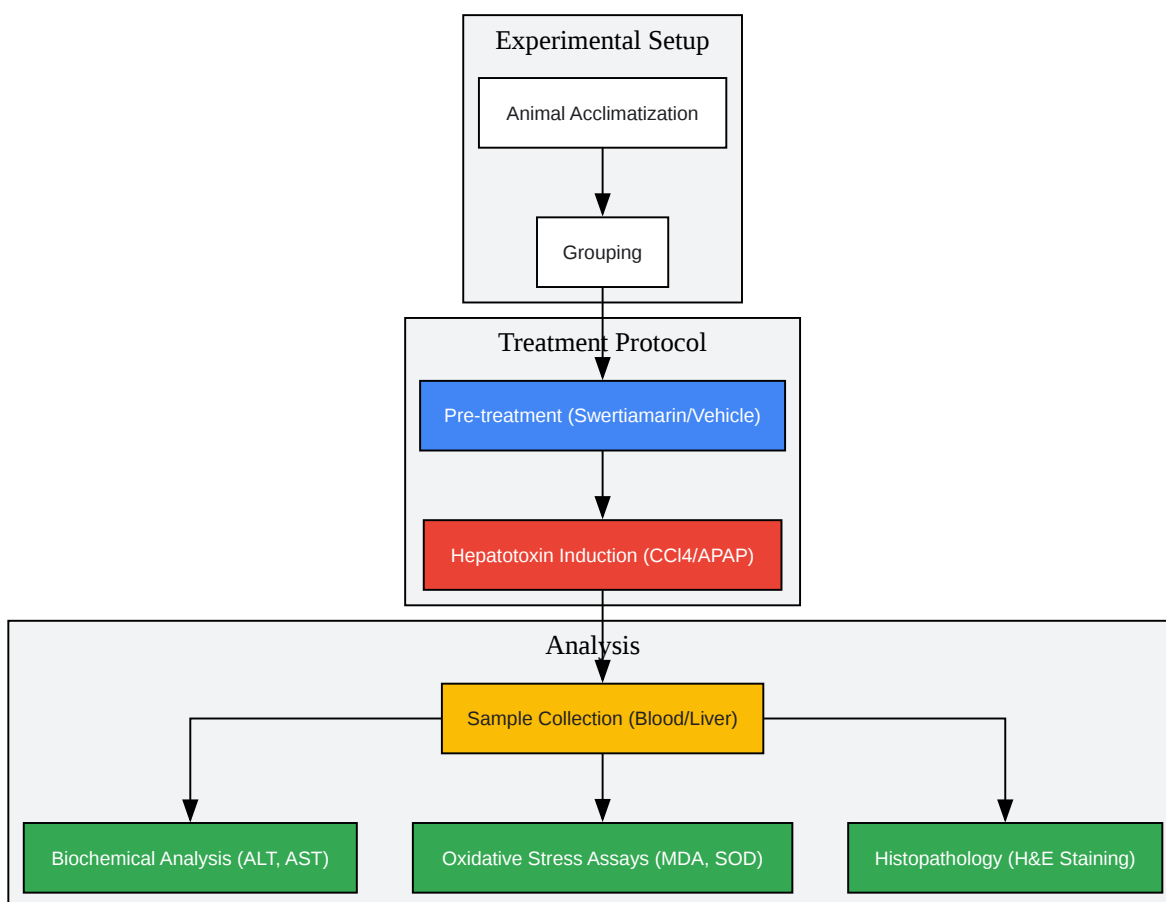 Experimental Setup
Animal Acclimatization
Grouping
Treatment Protocol
Pre-treatment (Swertiamarin/Vehicle)
Hepatotoxin Induction (CCl4/APAP)
Analysis
Sample Collection (Blood/Liver)
Biochemical Analysis (ALT, AST)
Oxidative Stress Assays (MDA, SOD)
Histopathology (H&E Staining)